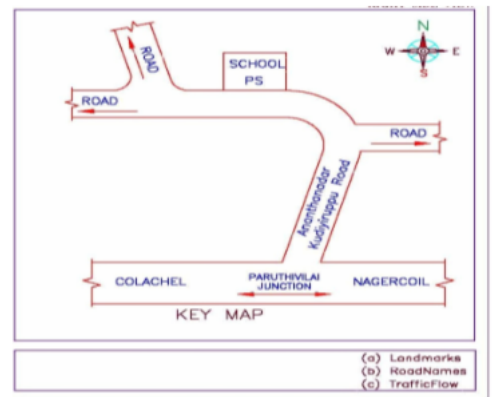 N
W E
S
ROAD
SCHOOL
PS
ROAD
ROAD
Ananthanadar
Kudiyiruppu Road
COLACHEL
PARUTHIVILAI
JUNCTION
NAGERCOIL
KEY MAP
(a) Landmarks
(b) RoadNames
(c) TrafficFlow